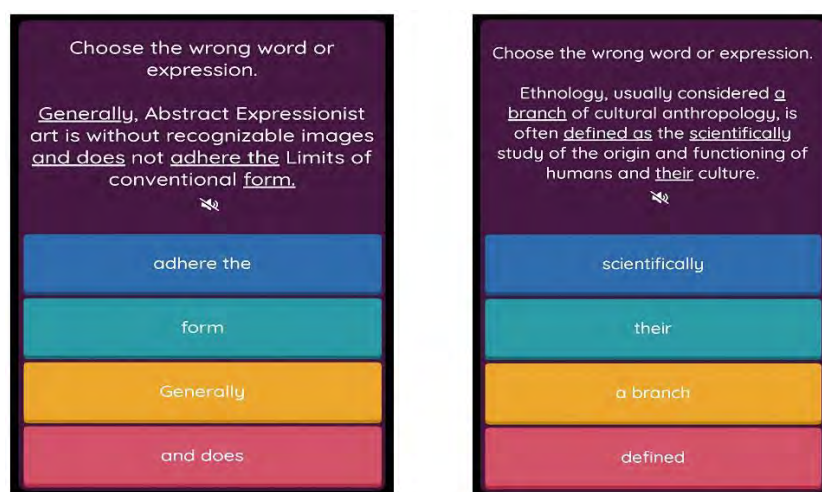 Choose the wrong word or
expression.
Generally, Abstract Expressionist
art is without recognizable images
and does not adhere the Limits of
conventional form.
adhere the
form
Generally
and does
Choose the wrong word or expression.
Ethnology, usually considered a
branch of cultural anthropology, is
often defined as the scientifically
study of the origin and functioning of
humans and their culture.
scientifically
their
a branch
defined